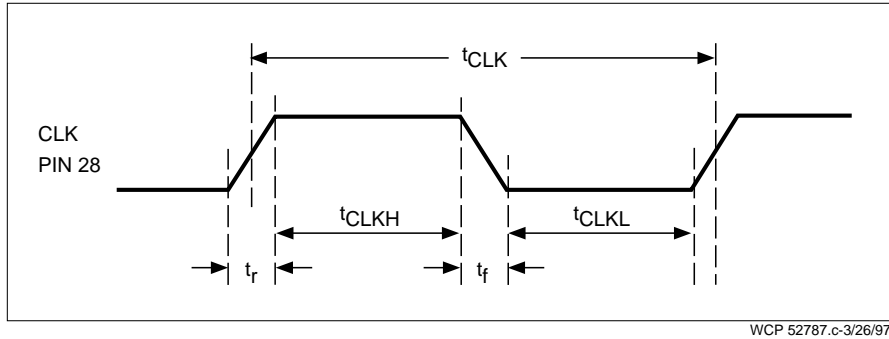 tCLK
CLK
PIN 28
tCLKH
tCLKL
tr
tf
WCP 52787.c-3/26/97